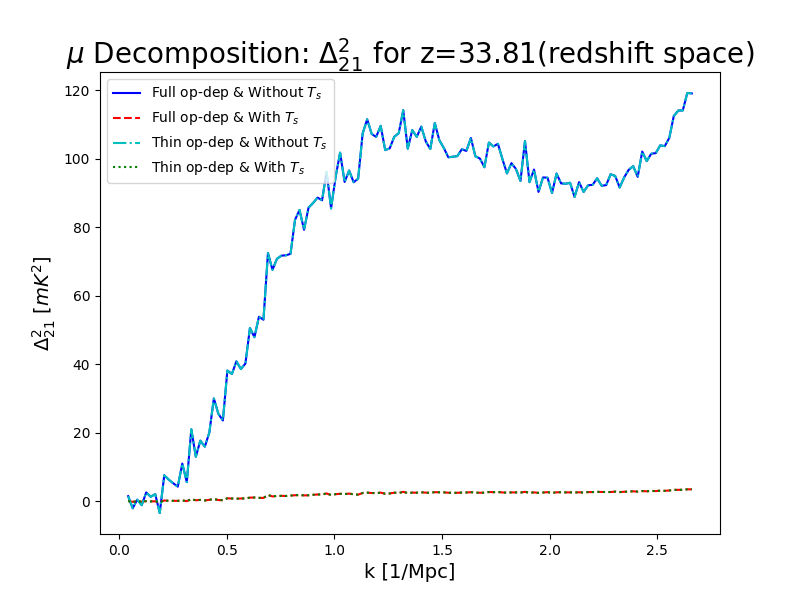 μ Decomposition: Δ²₂₁ for z=33.81(redshift space)
Full op-dep & Without Tₛ
Full op-dep & With Tₛ
Thin op-dep & Without Tₛ
Thin op-dep & With Tₛ
120
100
80
60
40
20
0
Δ²₂₁ [mK²]
0.0 0.5 1.0 1.5 2.0 2.5
k [1/Mpc]